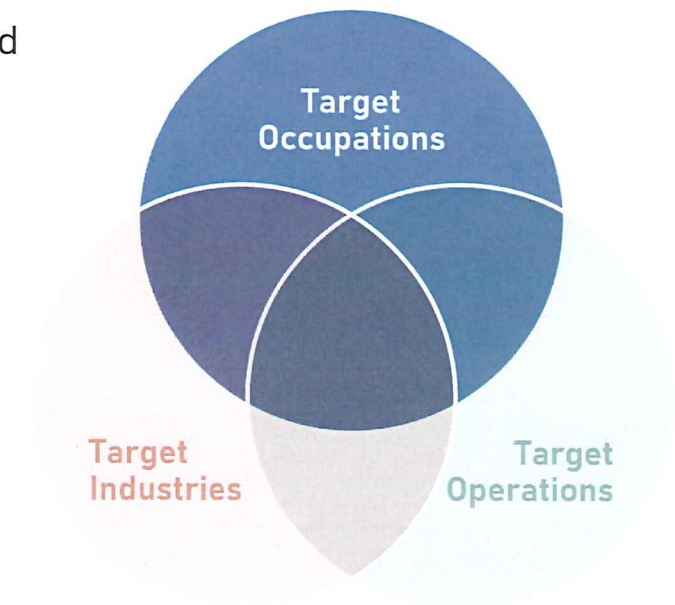 d
Target
Occupations
Target
Industries
Target
Operations